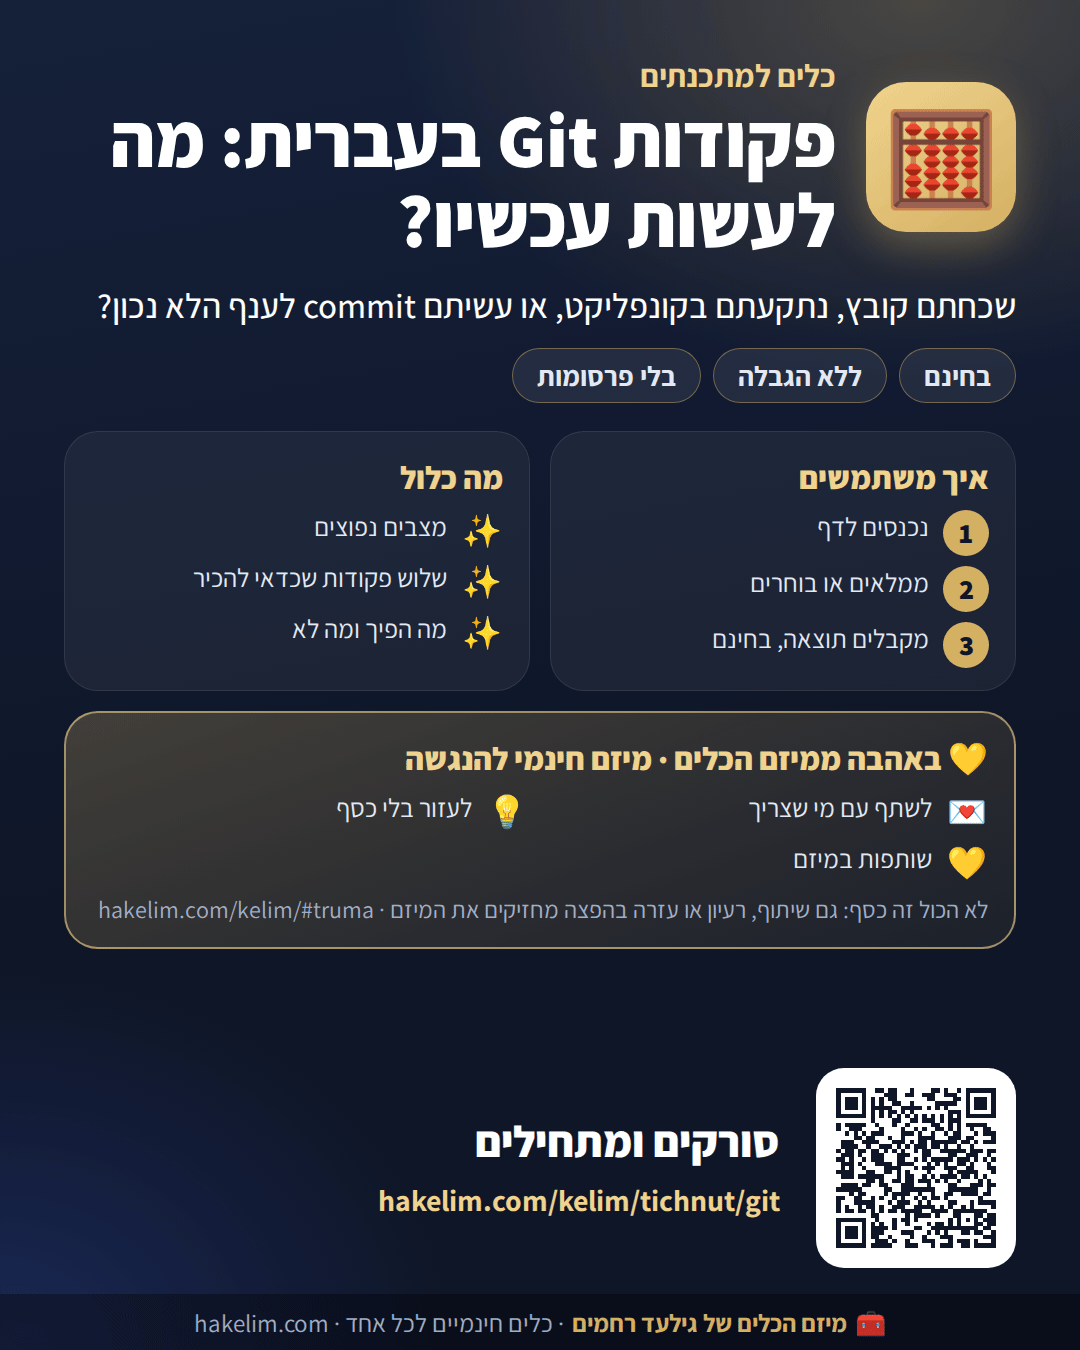 כלים למתכנתים
פקודות Git בעברית: מה
לעשות עכשיו?
שכחתם קובץ, נתקעתם בקונפליקט, או עשיתם commit לענף הלא נכון?
בחינם
ללא הגבלה
בלי פרסומות
איך משתמשים
1 נכנסים לדף
2 ממלאים או בוחרים
3 מקבלים תוצאה, בחינם
מה כלול
מצבים נפוצים
שלוש פקודות שכדאי להכיר
מה הפיך ומה לא
באהבה ממיזם הכלים · מיזם חינמי להנגשה
לשתף עם מי שצריך
לעזור בלי כסף
שותפות במיזם
לא הכול זה כסף: גם שיתוף, רעיון או עזרה בהפצה מחזיקים את המיזם · hakelim.com/kelim/#truma
סורקים ומתחילים
hakelim.com/kelim/tichnut/git
מיזם הכלים של גילעד רחמים · כלים חינמיים לכל אחד · hakelim.com